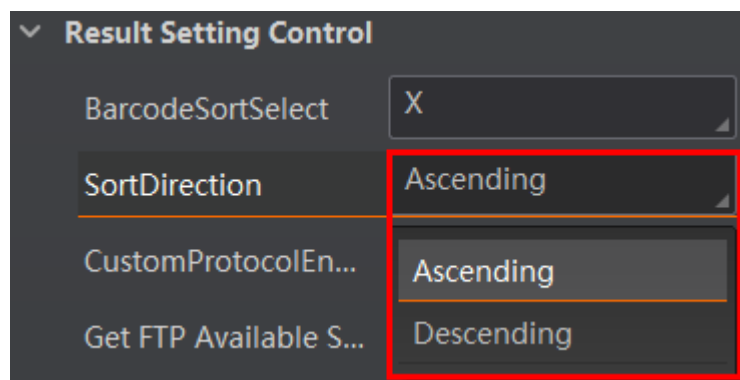 Result Setting Control
BarcodeSortSelect X
SortDirection Ascending
CustomProtocolEn... Ascending
Get FTP Available S... Descending